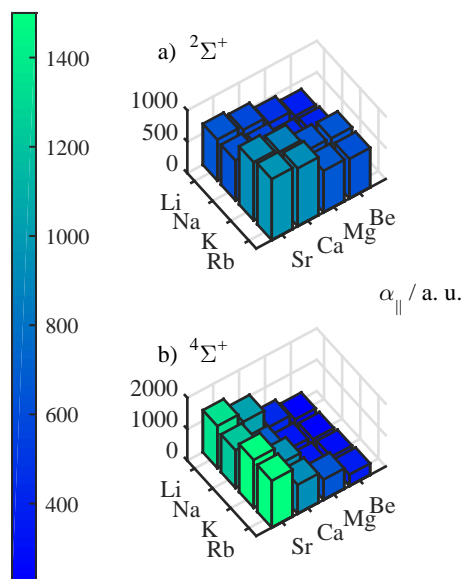 1400
1200
1000
800
600
400
a) ²Σ⁺
1000
500
0
Li
Na
K
Rb
Sr
Ca
Mg
Be
α∥ / a. u.
b) ⁴Σ⁺
2000
1000
0
Li
Na
K
Rb
Sr
Ca
Mg
Be